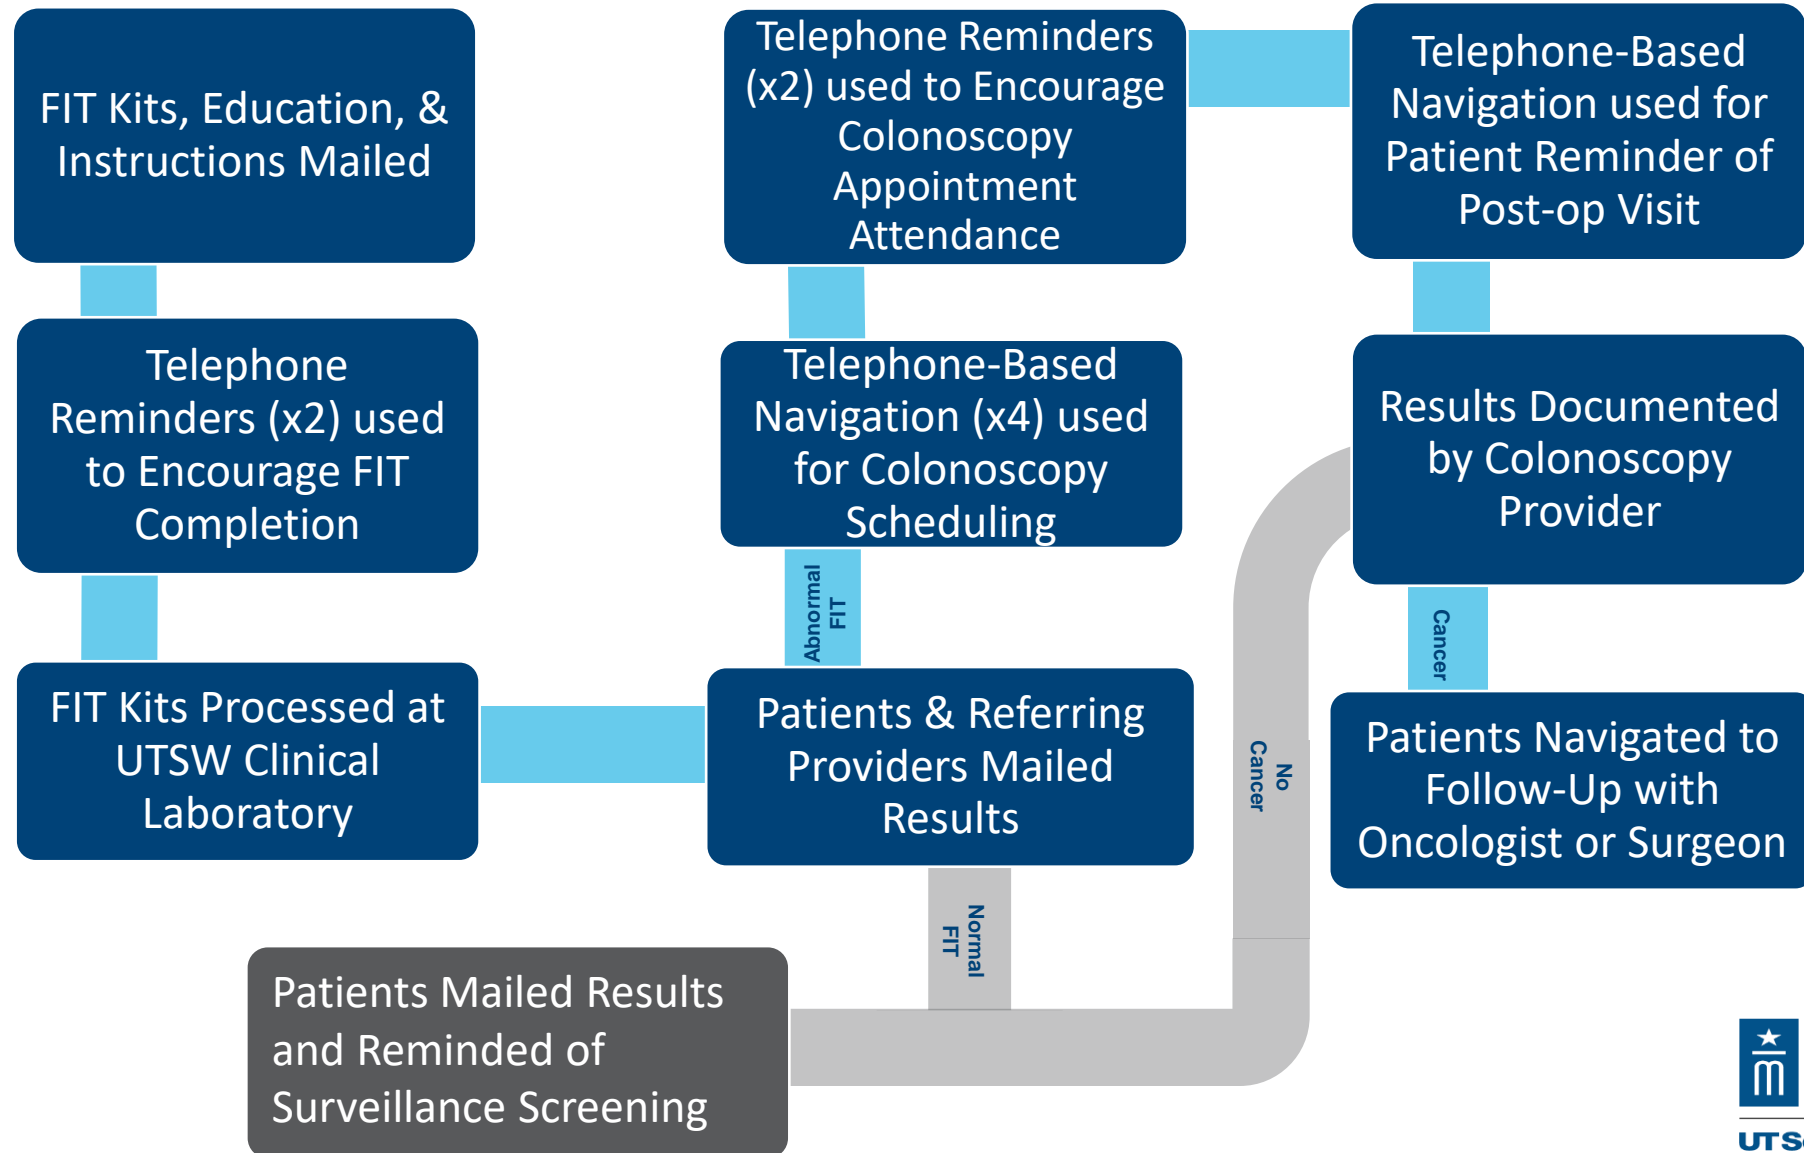 FIT Kits, Education, &
Instructions Mailed
Telephone
Reminders (x2) used
to Encourage FIT
Completion
FIT Kits Processed at
UTSW Clinical
Laboratory
Patients & Referring
Providers Mailed
Results
Abnormal
FIT
Telephone-Based
Navigation (x4) used
for Colonoscopy
Scheduling
Telephone Reminders
(x2) used to Encourage
Colonoscopy
Appointment
Attendance
Telephone-Based
Navigation used for
Patient Reminder of
Post-op Visit
Results Documented
by Colonoscopy
Provider
Cancer
Patients Navigated to
Follow-Up with
Oncologist or Surgeon
No
Cancer
Normal
FIT
Patients Mailed Results
and Reminded of
Surveillance Screening